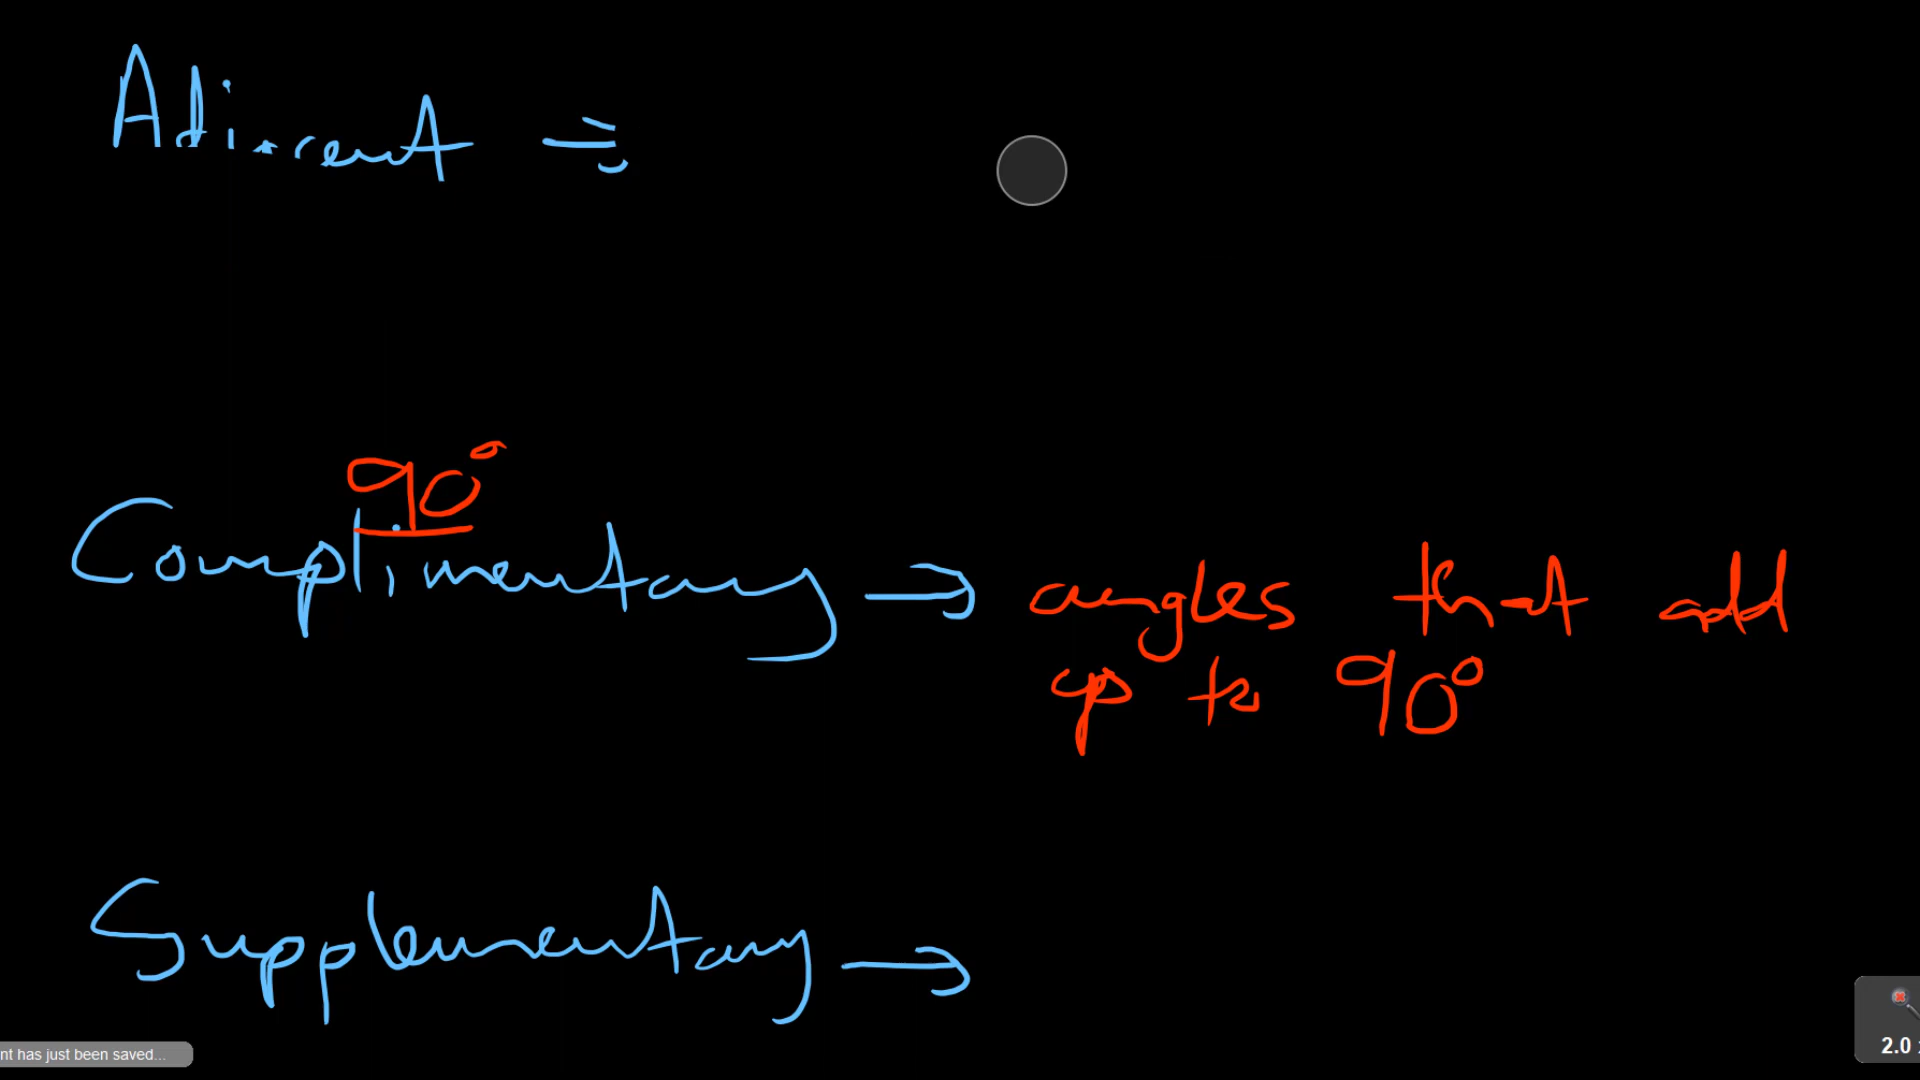 Adjacent →
90°
Complimentary → angles that add
up to 90°
Supplementary →
nt has just been saved...
2.0